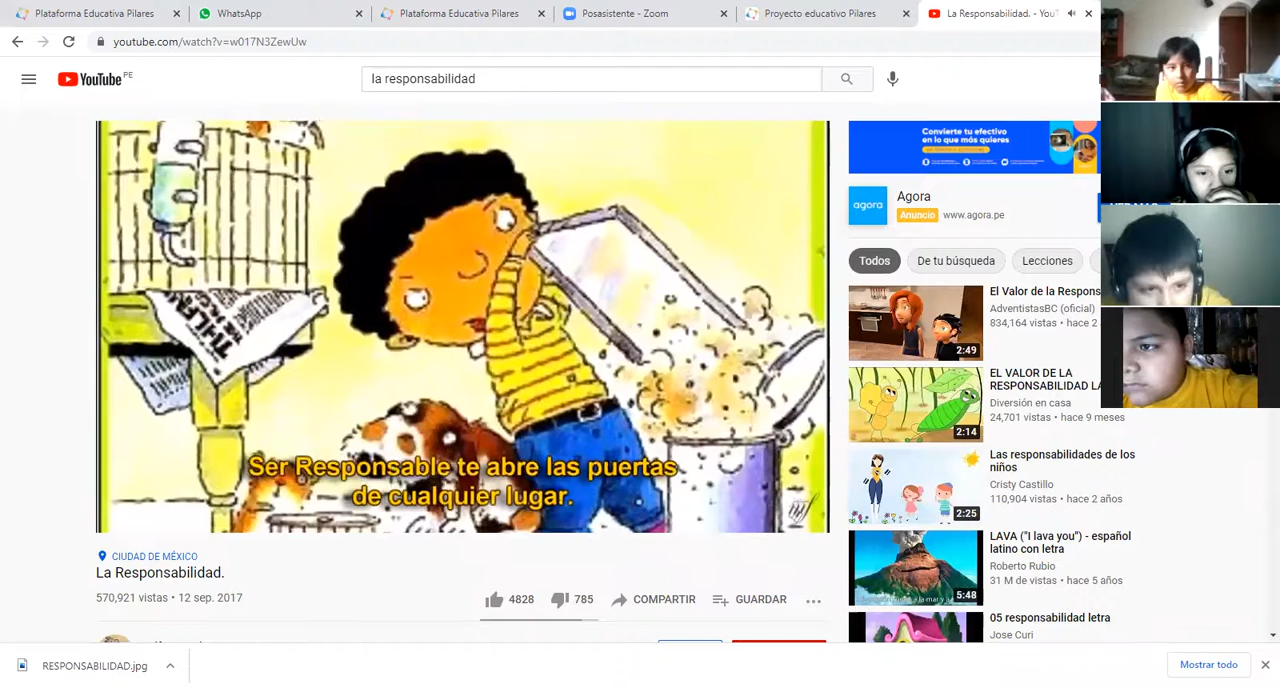 Plataforma Educativa Pilares
WhatsApp
Plataforma Educativa Pilares
Posasistente - Zoom
Proyecto educativo Pilares
La Responsabilidad. - YouT
youtube.com/watch?v=w017N3ZewUw
YouTube PE
la responsabilidad
Ser Responsable te abre las puertas
de cualquier lugar.
CIUDAD DE MÉXICO
La Responsabilidad.
570,921 vistas • 12 sep. 2017
4828
785
COMPARTIR
GUARDAR
Convierte tu efectivo
en lo que más quieres
agora
Agora
Anuncio www.agora.pe
Todos
De tu búsqueda
Lecciones
El Valor de la Respons
AdventistasBC (oficial)
834,164 vistas • hace 2
2:49
EL VALOR DE LA
RESPONSABILIDAD LA
Diversión en casa
24,701 vistas • hace 9 meses
2:14
Las responsabilidades de los
niños
Cristy Castillo
110,904 vistas • hace 2 años
2:25
LAVA ("I lava you") - español
latino con letra
Roberto Rubio
31 M de vistas • hace 5 años
5:48
05 responsabilidad letra
Jose Curi
RESPONSABILIDAD.jpg
Mostrar todo